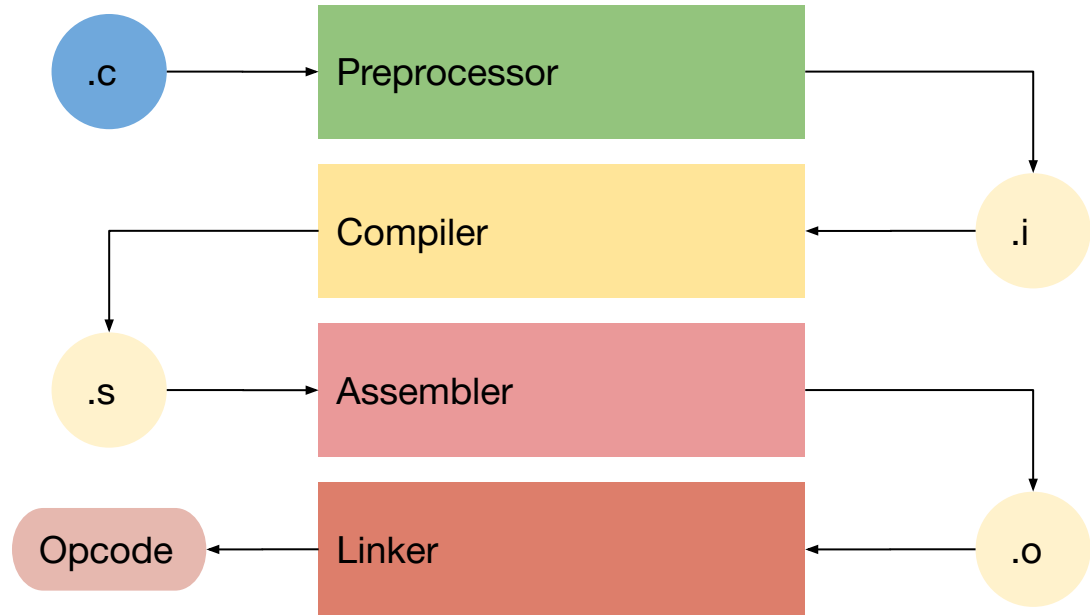 .c
Preprocessor
Compiler
.i
.s
Assembler
Opcode
Linker
.o